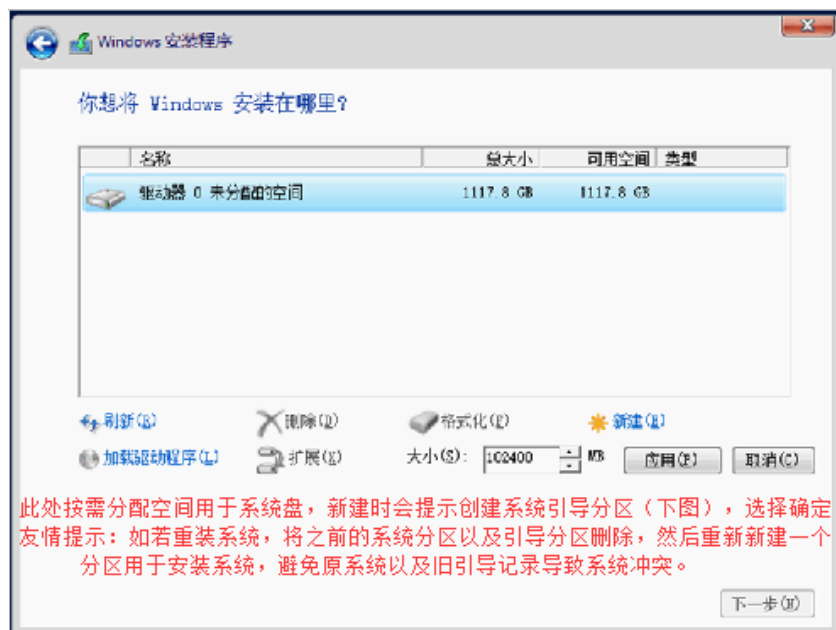 Windows 安装程序
你想将 Windows 安装在哪里?
名称 总大小 可用空间 类型
驱动器 0 未分配的空间 1117.8 GB 1117.8 GB
刷新(R) 删除(D) 格式化(F) 新建(E)
加载驱动程序(L) 扩展(X) 大小(S): 102400 MB 应用(P) 取消(C)
此处按需分配空间用于系统盘，新建时会提示创建系统引导分区（下图），选择确定
友情提示：如若重装系统，将之前的系统分区以及引导分区删除，然后重新新建一个
分区用于安装系统，避免原系统以及旧引导记录导致系统冲突。
下一步(N)